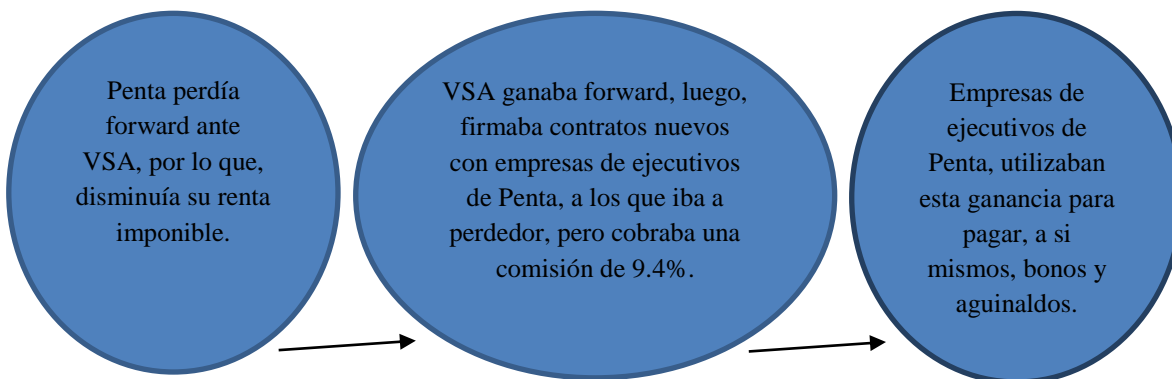 Penta perdía
forward ante
VSA, por lo que,
disminuía su renta
imponible.
VSA ganaba forward, luego,
firmaba contratos nuevos
con empresas de ejecutivos
de Penta, a los que iba a
perdedor, pero cobraba una
comisión de 9.4%.
Empresas de
ejecutivos de
Penta, utilizaban
esta ganancia para
pagar, a si
mismos, bonos y
aguinaldos.